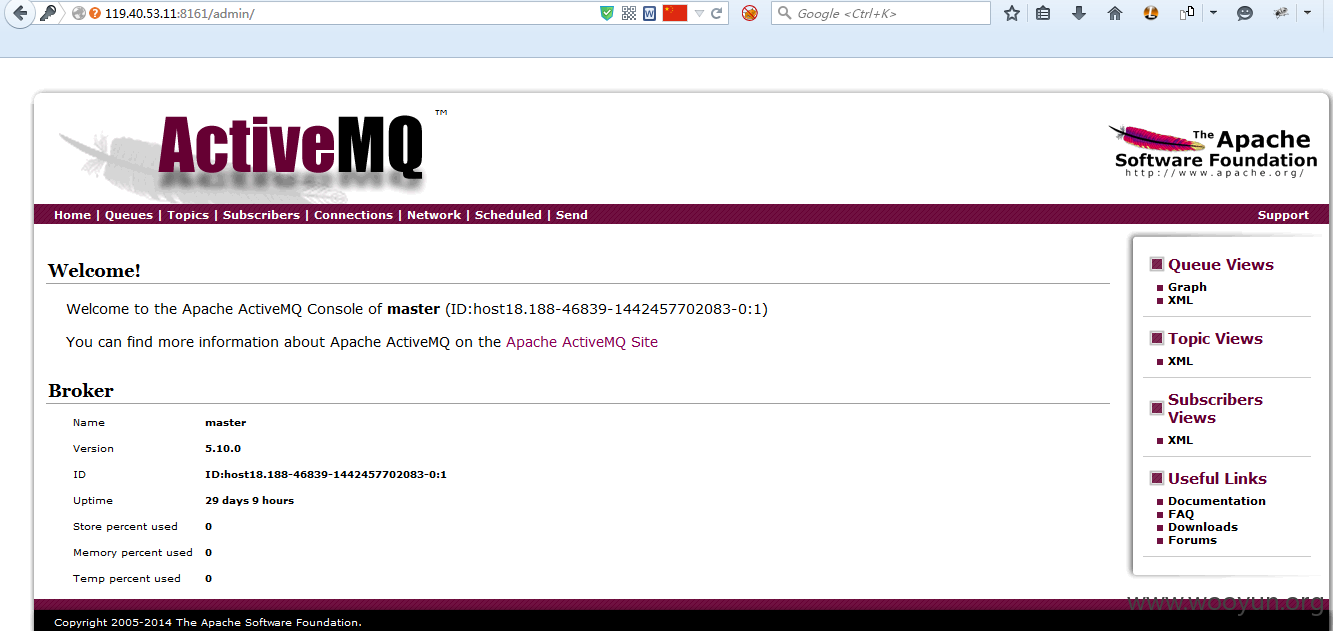 119.40.53.11:8161/admin/
Google <Ctrl+K>
ActiveMQ ™
The Apache
Software Foundation
http://www.apache.org/
Home | Queues | Topics | Subscribers | Connections | Network | Scheduled | Send
Support
Welcome!
Welcome to the Apache ActiveMQ Console of master (ID:host18.188-46839-1442457702083-0:1)
You can find more information about Apache ActiveMQ on the Apache ActiveMQ Site
Broker
Name master
Version 5.10.0
ID ID:host18.188-46839-1442457702083-0:1
Uptime 29 days 9 hours
Store percent used 0
Memory percent used 0
Temp percent used 0
Queue Views
Graph
XML
Topic Views
XML
Subscribers
Views
XML
Useful Links
Documentation
FAQ
Downloads
Forums
www.wooyun.org
Copyright 2005-2014 The Apache Software Foundation.